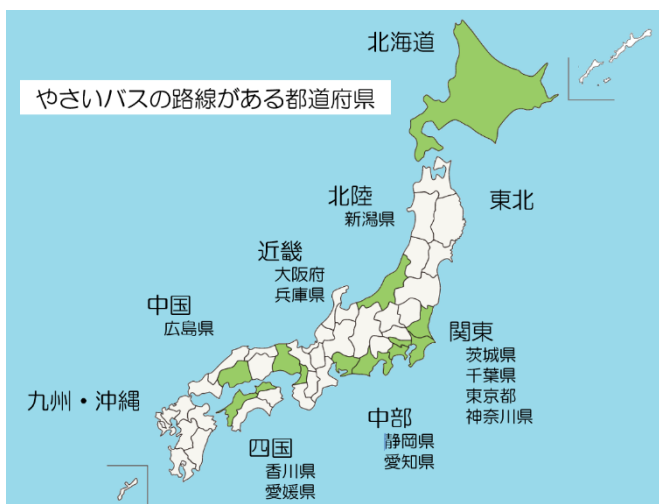 北海道
やさいバスの路線がある都道府県
北陸
新潟県
東北
近畿
大阪府
兵庫県
中国
広島県
関東
茨城県
千葉県
東京都
神奈川県
九州・沖縄
中部
静岡県
愛知県
四国
香川県
愛媛県